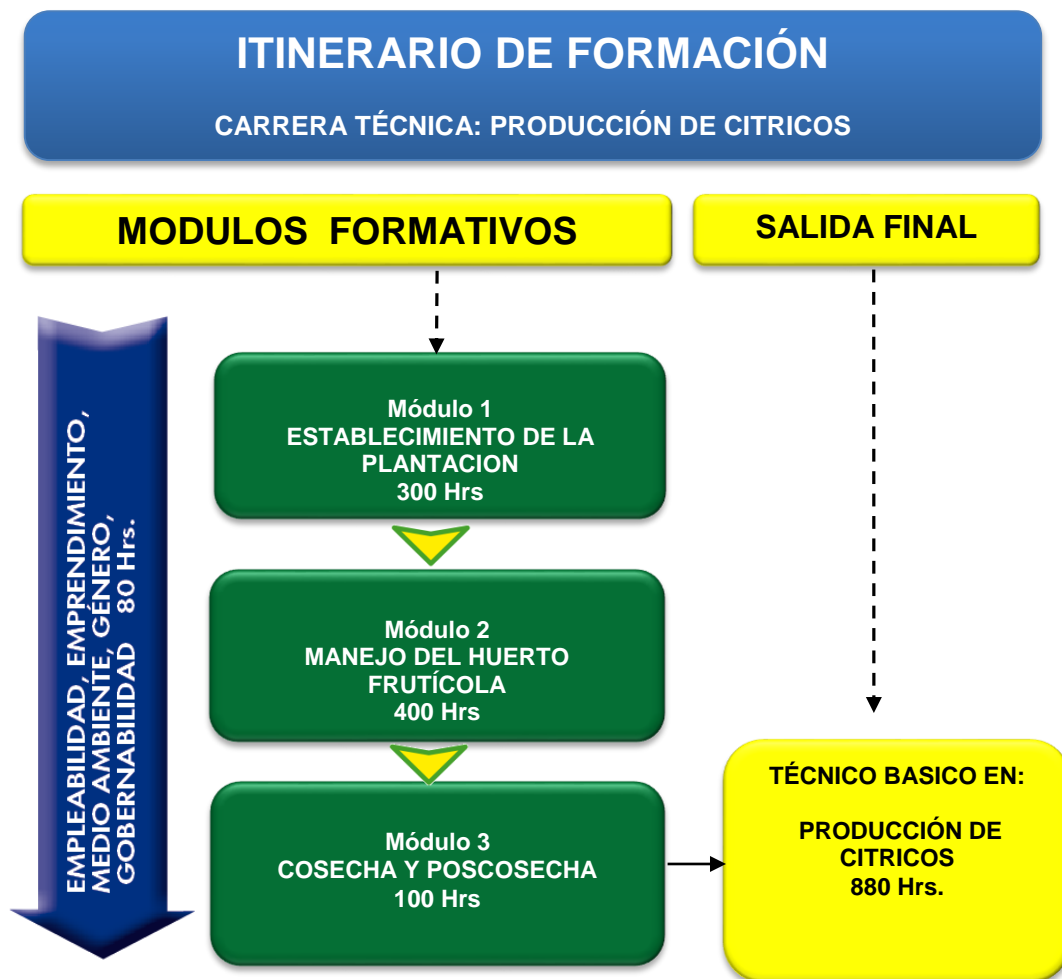 ITINERARIO DE FORMACIÓN
CARRERA TÉCNICA: PRODUCCIÓN DE CITRICOS
MODULOS FORMATIVOS
SALIDA FINAL
EMPLEABILIDAD, EMPRENDIMIENTO,
MEDIO AMBIENTE, GÉNERO,
GOBERNABILIDAD 80 Hrs.
Módulo 1
ESTABLECIMIENTO DE LA
PLANTACION
300 Hrs
Módulo 2
MANEJO DEL HUERTO
FRUTÍCOLA
400 Hrs
Módulo 3
COSECHA Y POSCOSECHA
100 Hrs
TÉCNICO BASICO EN:
PRODUCCIÓN DE
CITRICOS
880 Hrs.